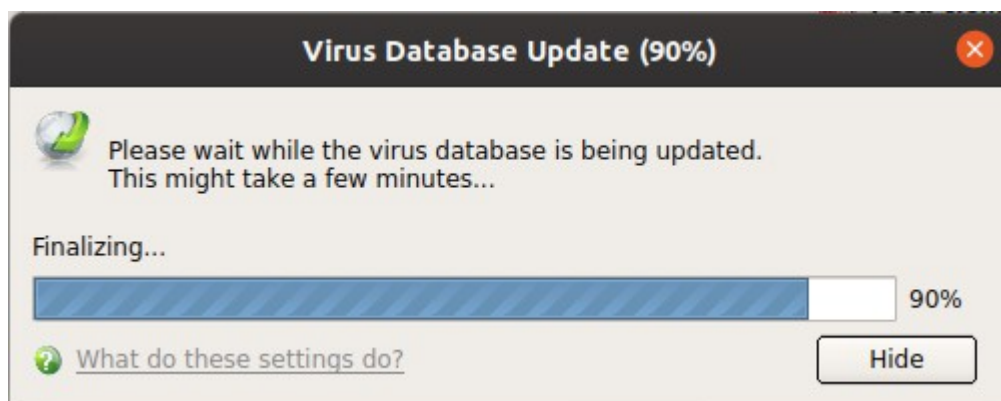 Virus Database Update (90%)
Please wait while the virus database is being updated.
This might take a few minutes...
Finalizing...
90%
What do these settings do?
Hide